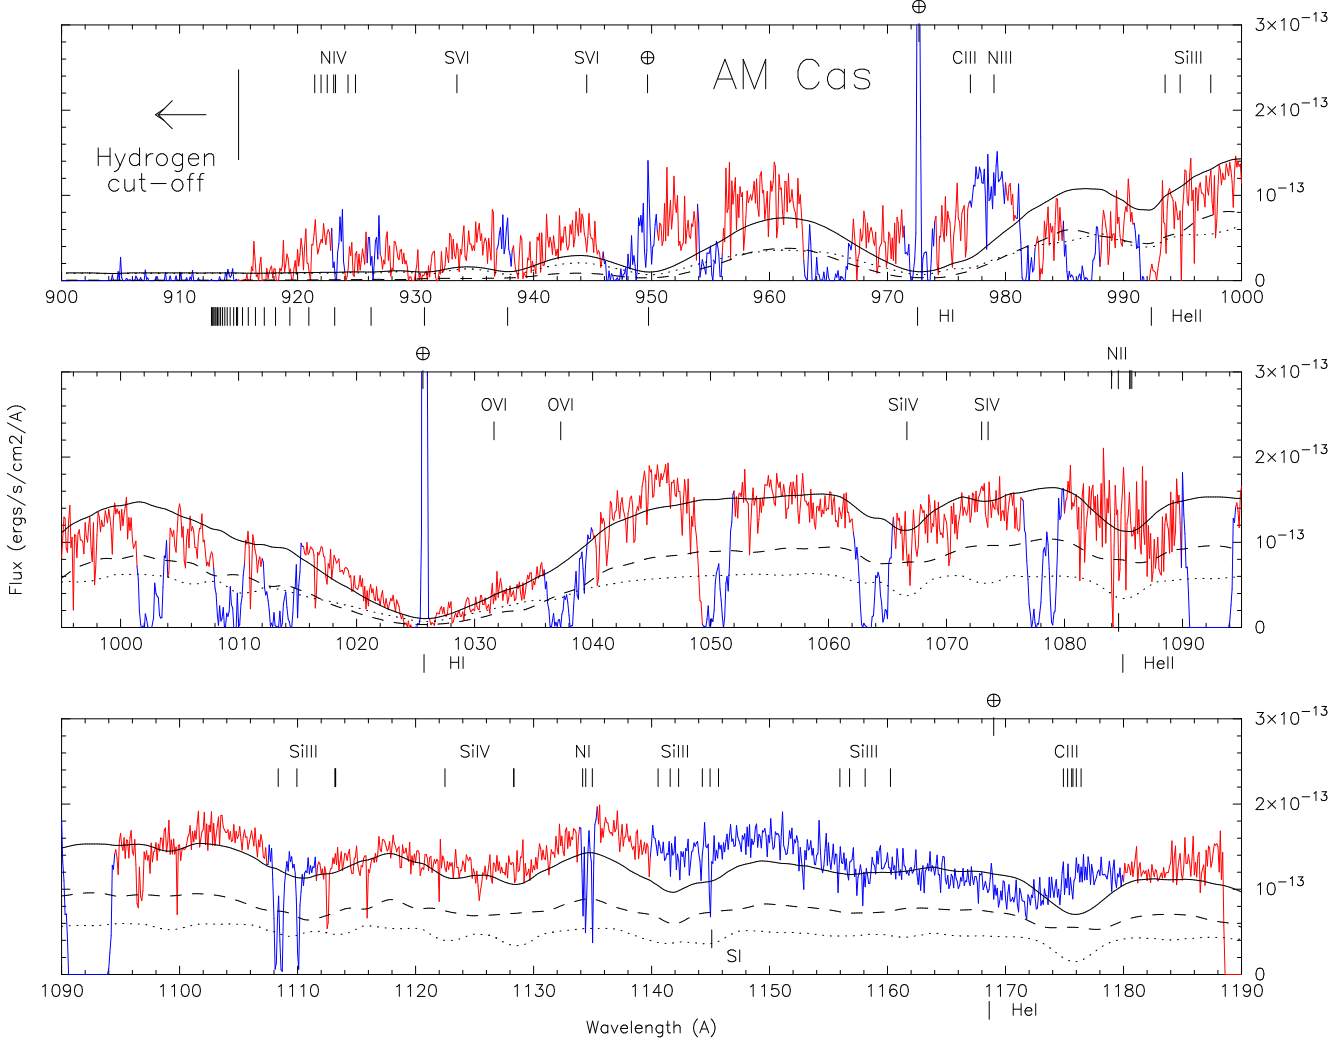 ⊕
NIV SVI SVI ⊕ AM Cas CIII NIII SiIII
Hydrogen
cut-off
3×10-13
2×10-13
10-13
0
900 910 920 930 940 950 960 970 980 990 1000
HI HeII
⊕
NII
OVI OVI SiIV SIV
3×10-13
2×10-13
10-13
0
1000 1010 1020 1030 1040 1050 1060 1070 1080 1090
HI HeII
Flux (ergs/s/cm2/A)
⊕
SiIII SiIV NI SiIII SiIII CIII
3×10-13
2×10-13
10-13
0
SI
1090 1100 1110 1120 1130 1140 1150 1160 1170 1180 1190
HeI
Wavelength (A)